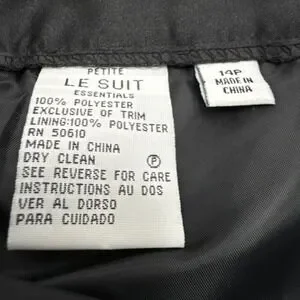 PETITE
LE SUIT
ESSENTIALS
100% POLYESTER
EXCLUSIVE OF TRIM
LINING:100% POLYESTER
RN 50610
MADE IN CHINA
DRY CLEAN Ⓟ
SEE REVERSE FOR CARE
INSTRUCTIONS AU DOS
VER AL DORSO
PARA CUIDADO
14P
MADE IN
CHINA